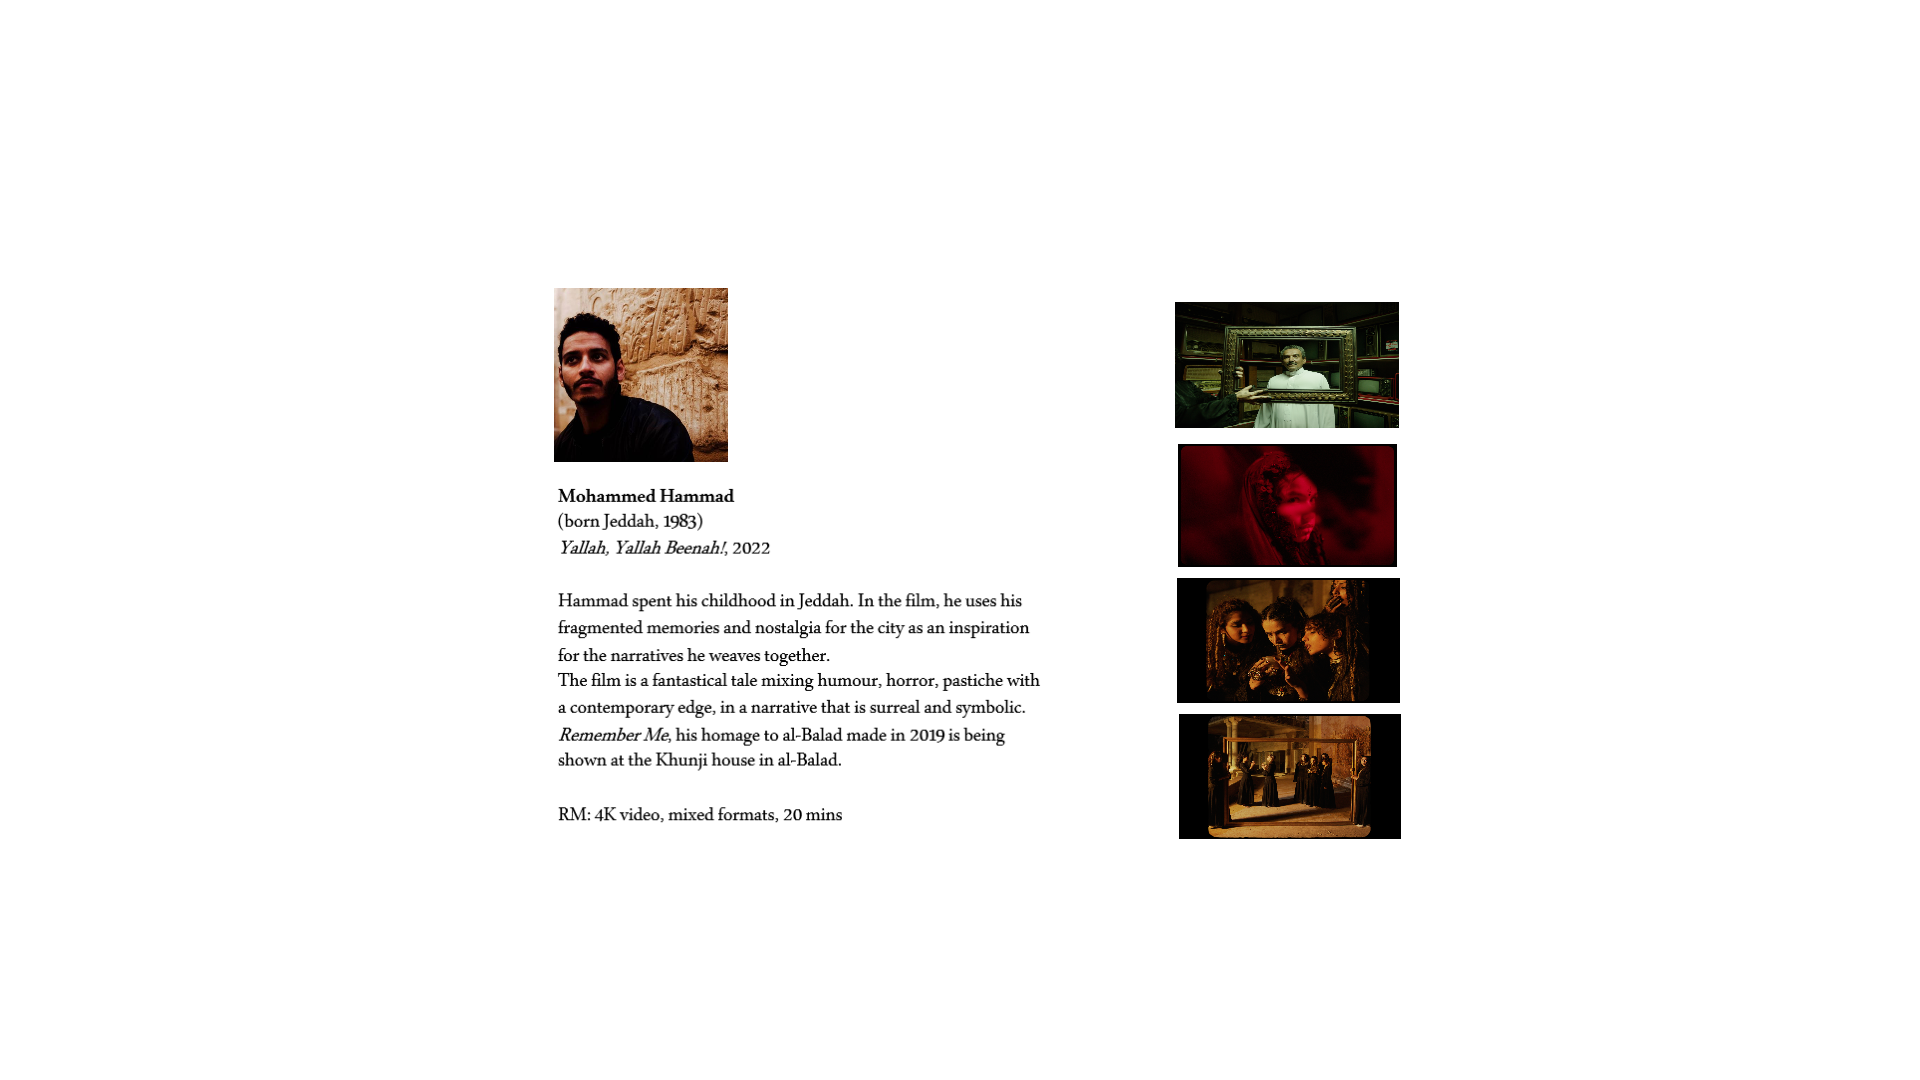 Mohammed Hammad
(born Jeddah, 1983)
Yallah, Yallah Beenah!, 2022
Hammad spent his childhood in Jeddah. In the film, he uses his
fragmented memories and nostalgia for the city as an inspiration
for the narratives he weaves together.
The film is a fantastical tale mixing humour, horror, pastiche with
a contemporary edge, in a narrative that is surreal and symbolic.
Remember Me, his homage to al-Balad made in 2019 is being
shown at the Khunji house in al-Balad.
RM: 4K video, mixed formats, 20 mins